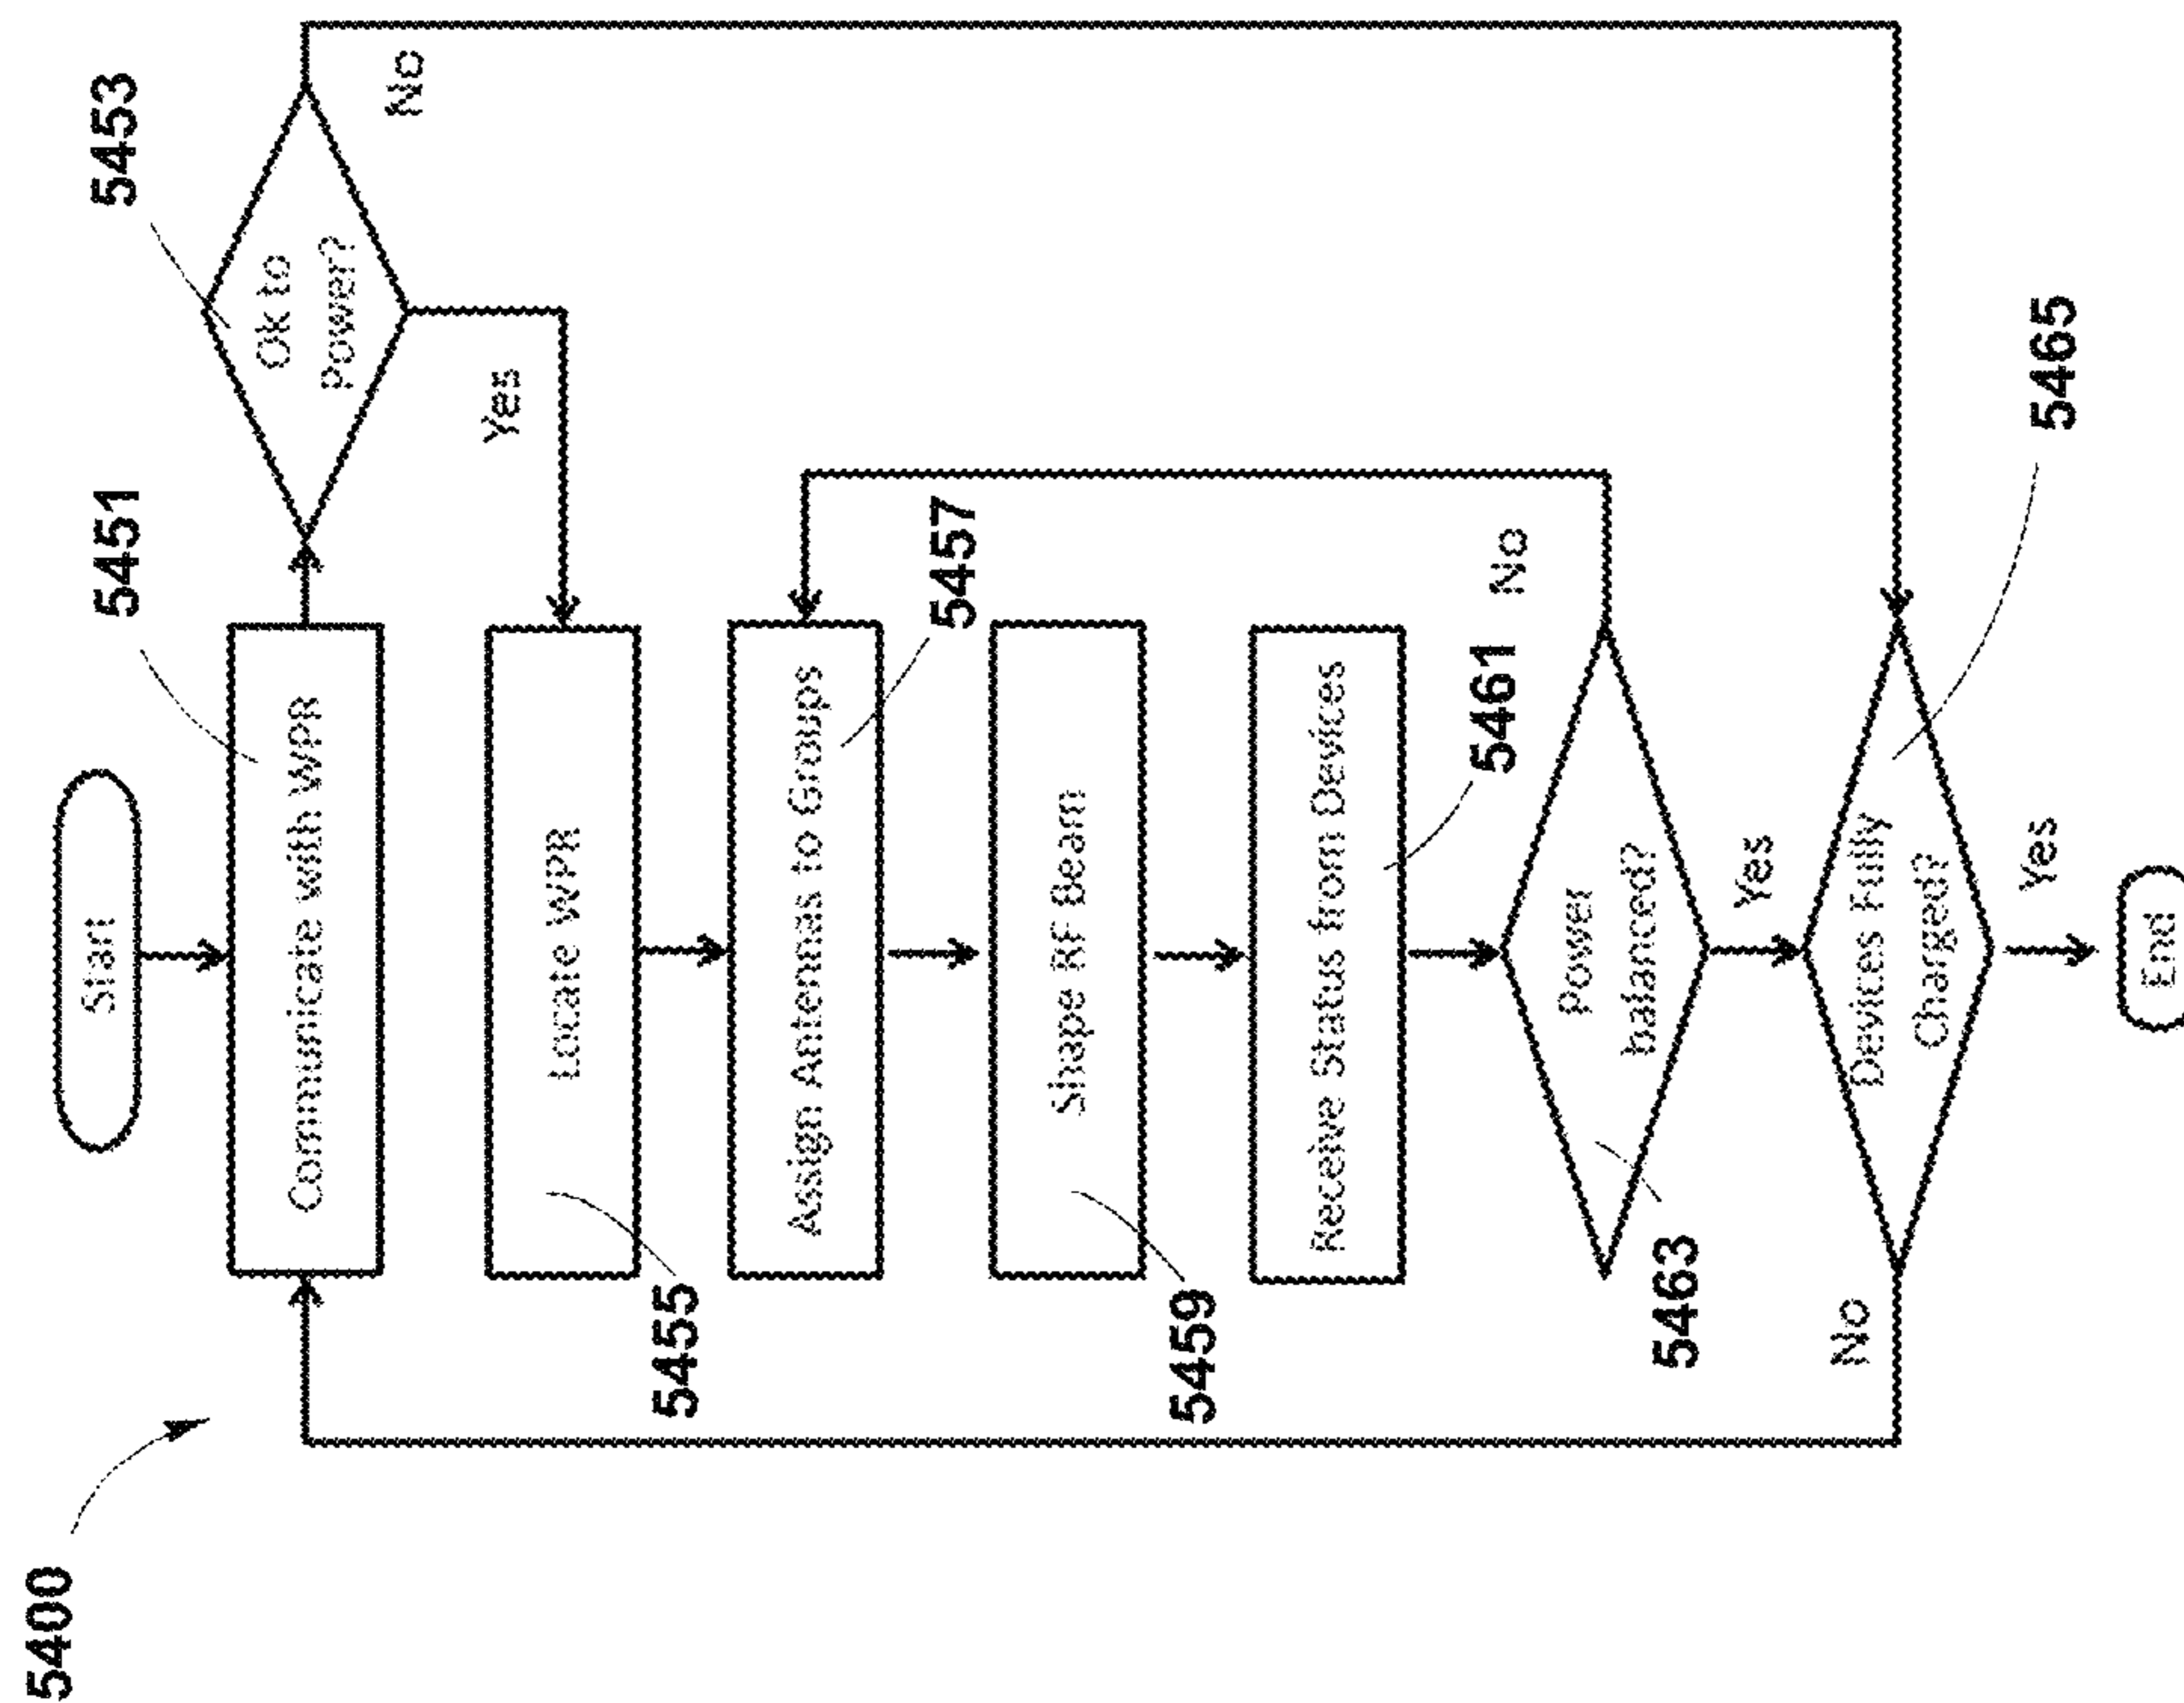 5400
Start
5451
Communicate with WPR
5453
Ok to
power?
No
Yes
Locate WPR
5455
Assign Antennas to Groups
5457
Shape RF Beam
5459
Receive Status from Devices
5461
Power
balanced?
No
5463
Yes
Devices Fully
Charged?
5465
No
Yes
End